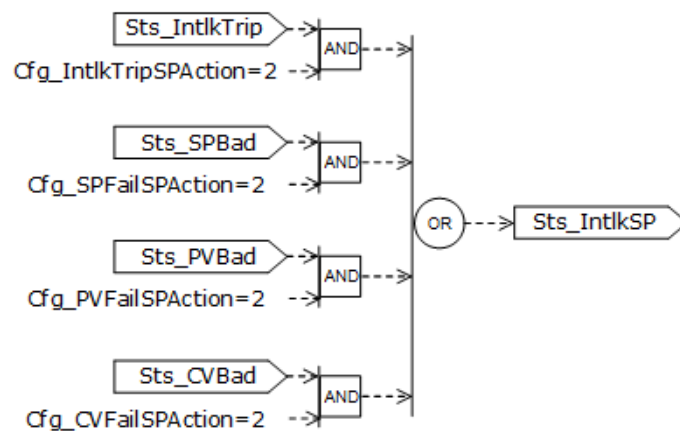 Sts_IntlkTrip
AND
Cfg_IntlkTripSPAction=2
Sts_SPBad
AND
Cfg_SPFailSPAction=2
OR
Sts_IntlkSP
Sts_PVBad
AND
Cfg_PVFailSPAction=2
Sts_CVBad
AND
Cfg_CVFailSPAction=2